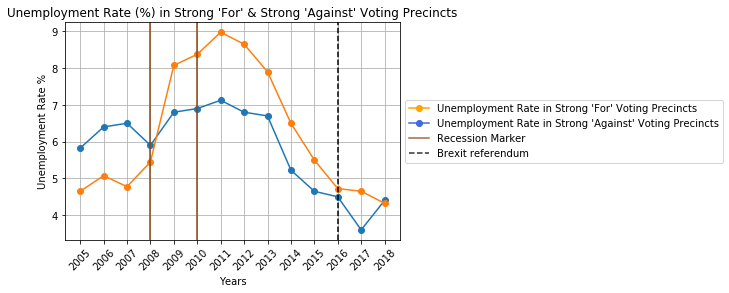 Unemployment Rate (%) in Strong 'For' & Strong 'Against' Voting Precincts
9
8
7
6
5
4
Unemployment Rate %
2005 2006 2007 2008 2009 2010 2011 2012 2013 2014 2015 2016 2017 2018
Years
Unemployment Rate in Strong 'For' Voting Precincts
Unemployment Rate in Strong 'Against' Voting Precincts
Recession Marker
Brexit referendum